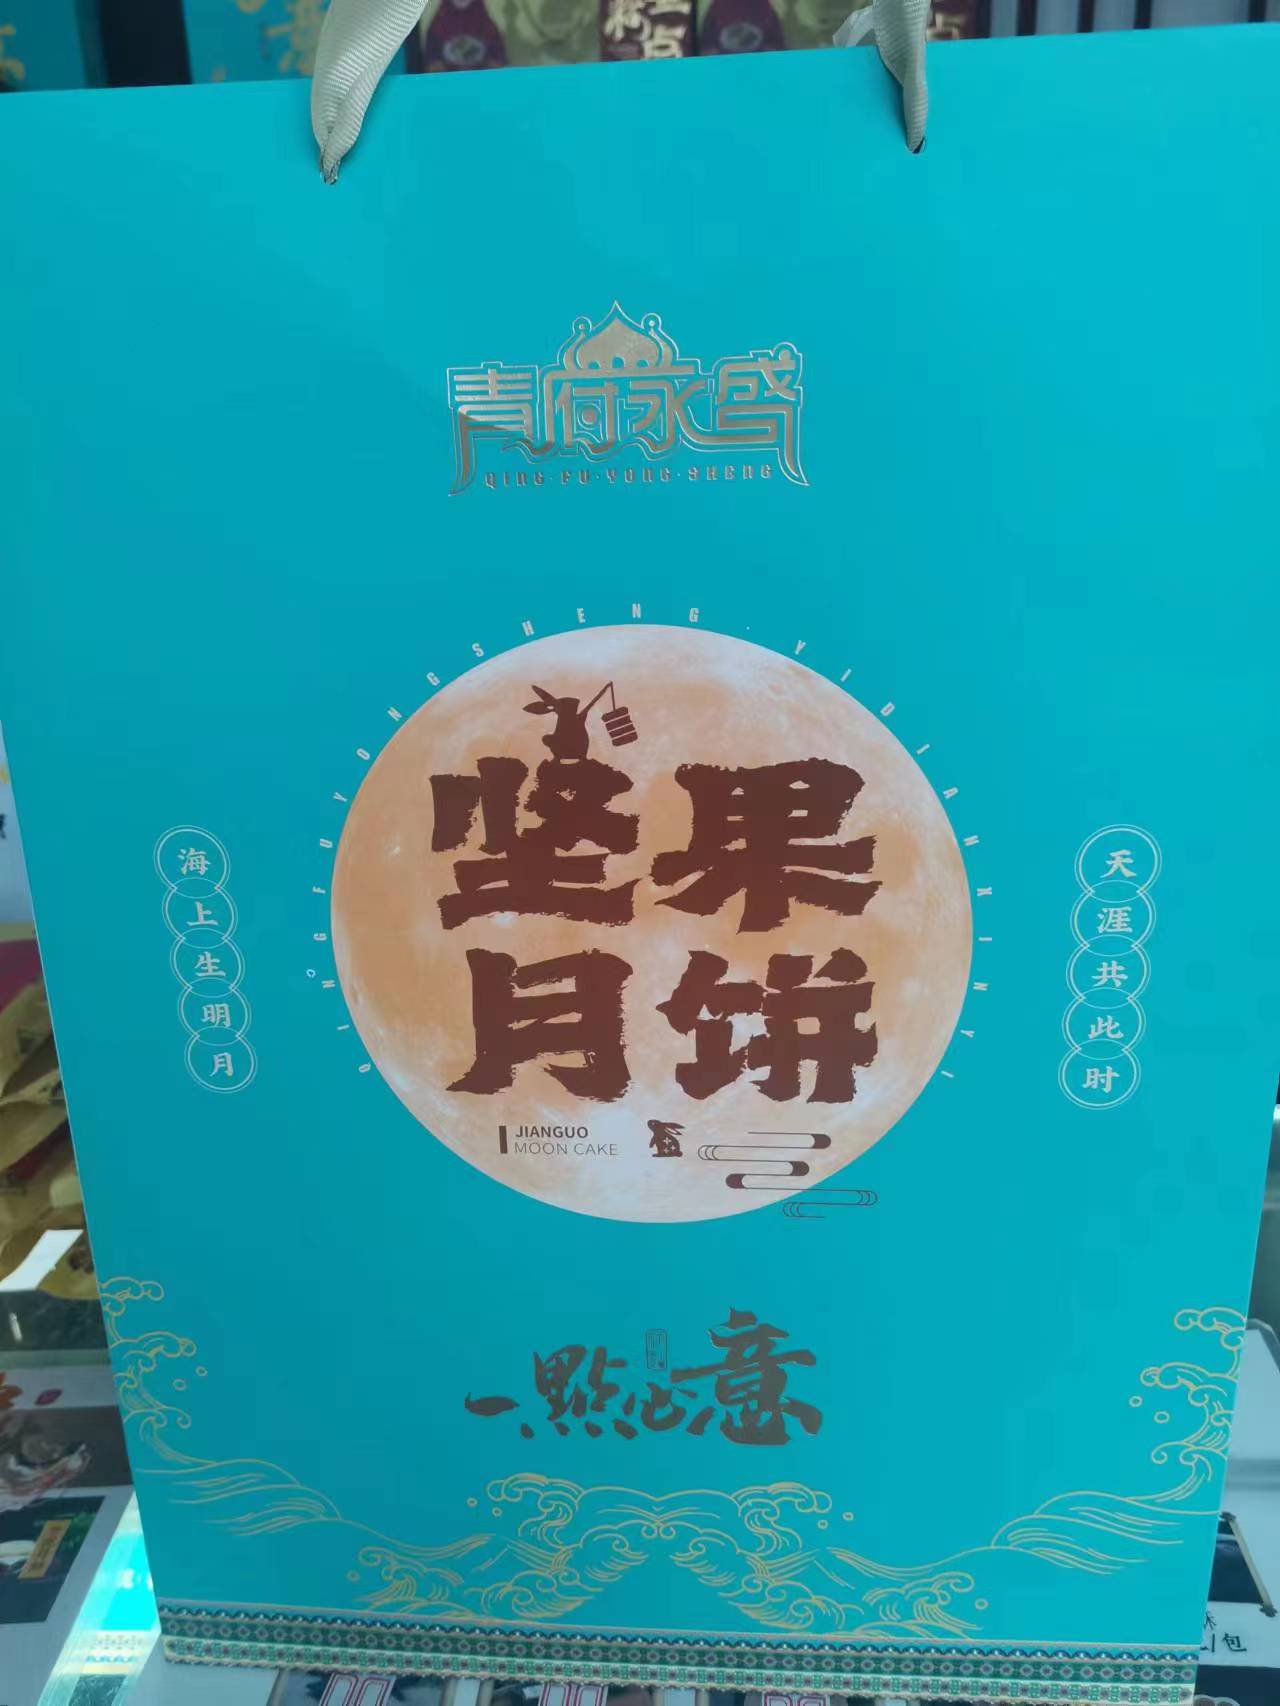 青府永盛
QING·FU·YONG·SHENG
QINGFUYONGSHENG·YIDIANXINYI
坚果
月饼
JIANGUO
MOON CAKE
海上生明月
天涯共此时
一點心意